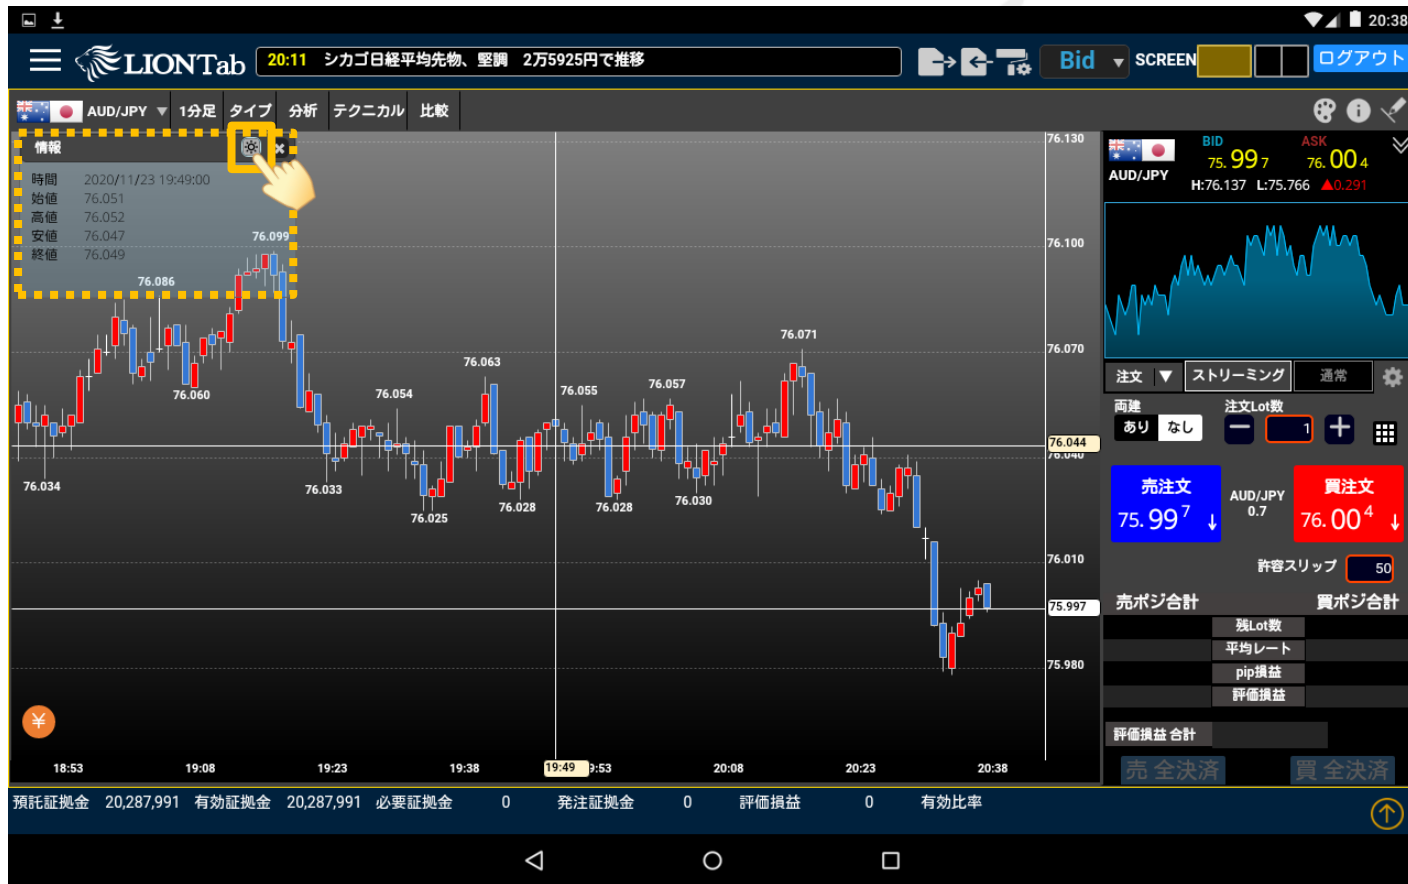 20:38
LIONTab
20:11 シカゴ日経平均先物、堅調 2万5925円で推移
Bid ▼ SCREEN
ログアウト
AUD/JPY ▼ 1分足 タイプ 分析 テクニカル 比較
情報
時間 2020/11/23 19:49:00
始値 76.051
高値 76.052
安値 76.047
終値 76.049
76.099
76.086
76.060
76.034
76.033
76.054
76.063
76.025
76.028
76.055
76.028
76.057
76.030
76.071
76.130
76.100
76.070
76.044
76.040
76.010
75.997
75.980
¥
18:53 19:08 19:23 19:38 19:49 9:53 20:08 20:23 20:38
AUD/JPY
BID ASK
75.997 76.004
H:76.137 L:75.766 ▲0.291
注文 ▼ ストリーミング 通常
両建 注文Lot数
あり なし 1
売注文 買注文
75.997 ↓ AUD/JPY 0.7 76.004 ↓
許容スリップ 50
売ポジ合計 買ポジ合計
残Lot数
平均レート
pip損益
評価損益
評価損益 合計
売 全決済 買 全決済
預託証拠金 20,287,991 有効証拠金 20,287,991 必要証拠金 0 発注証拠金 0 評価損益 0 有効比率